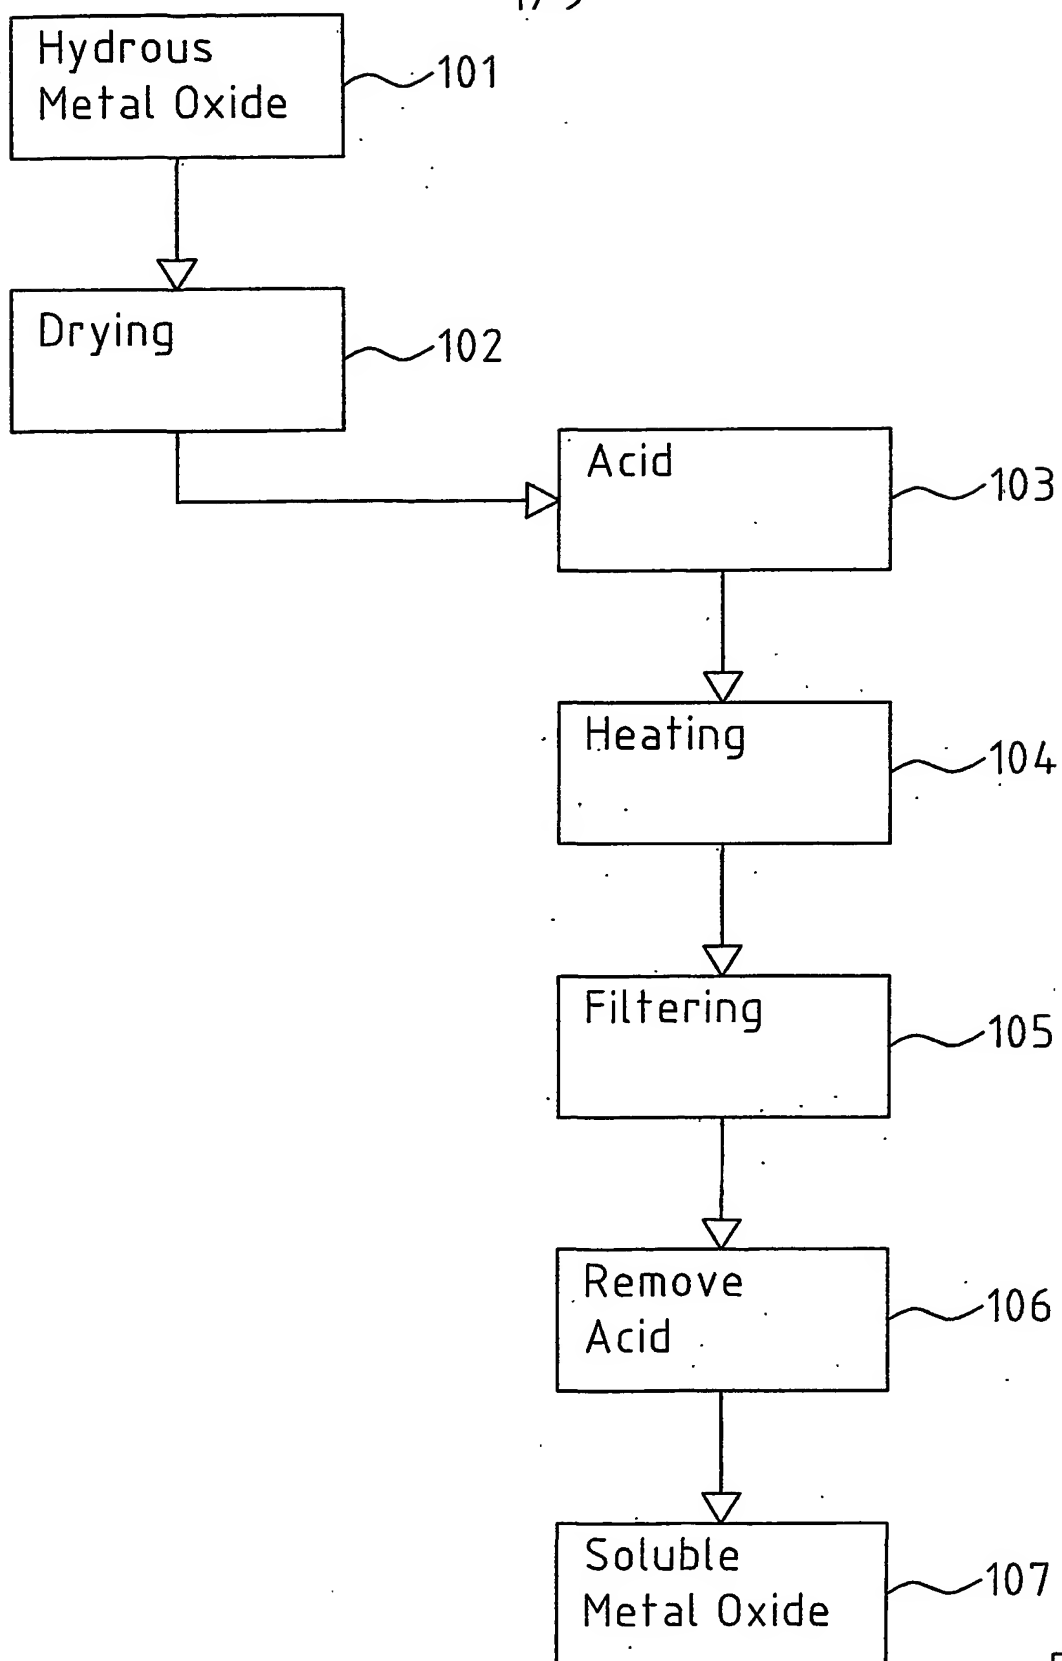 Hydrous
Metal Oxide
101
Drying
102
Acid
103
Heating
104
Filtering
105
Remove
Acid
106
Soluble
Metal Oxide
107